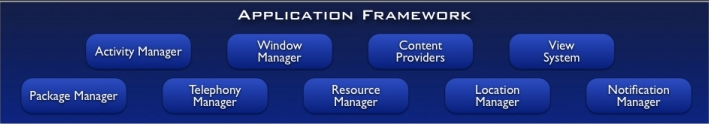 APPLICATION FRAMEWORK
Activity Manager
Window
Manager
Content
Providers
View
System
Package Manager
Telephony
Manager
Resource
Manager
Location
Manager
Notification
Manager